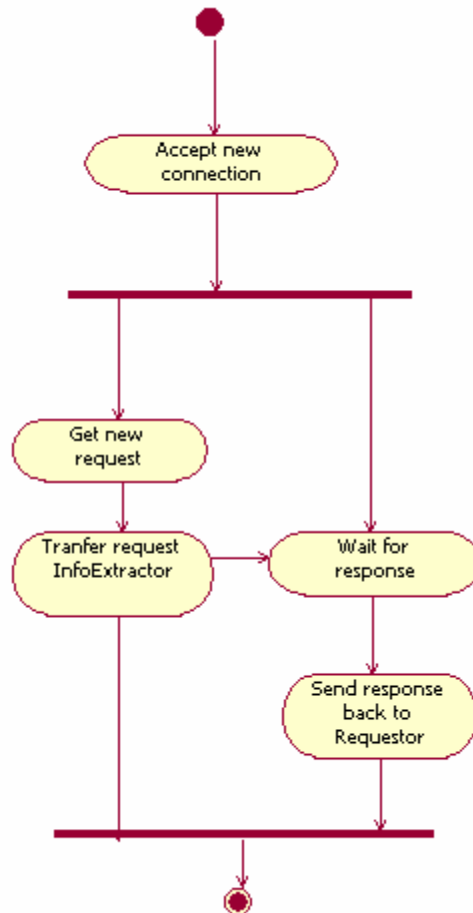 Accept new
connection
Get new
request
Tranfer request
InfoExtractor
Wait for
response
Send response
back to
Requestor